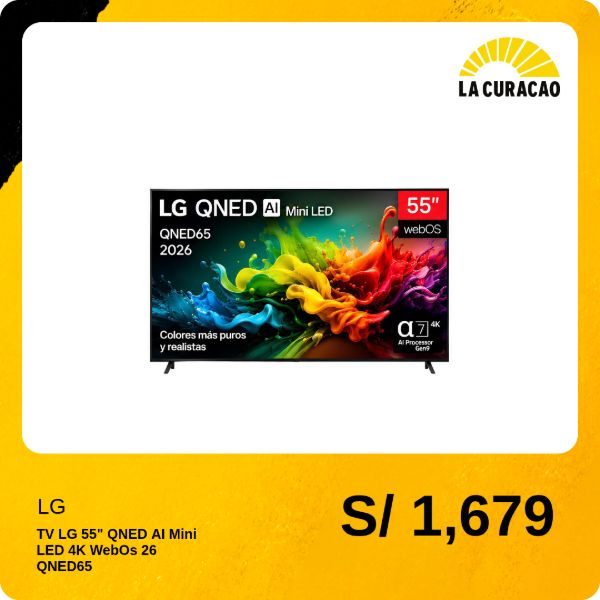 LA CURACAO
LG QNED AI Mini LED
55"
webOS
QNED65
2026
Colores más puros
y realistas
α7 4K
AI Processor
Gen9
LG
TV LG 55" QNED AI Mini
LED 4K WebOs 26
QNED65
S/ 1,679